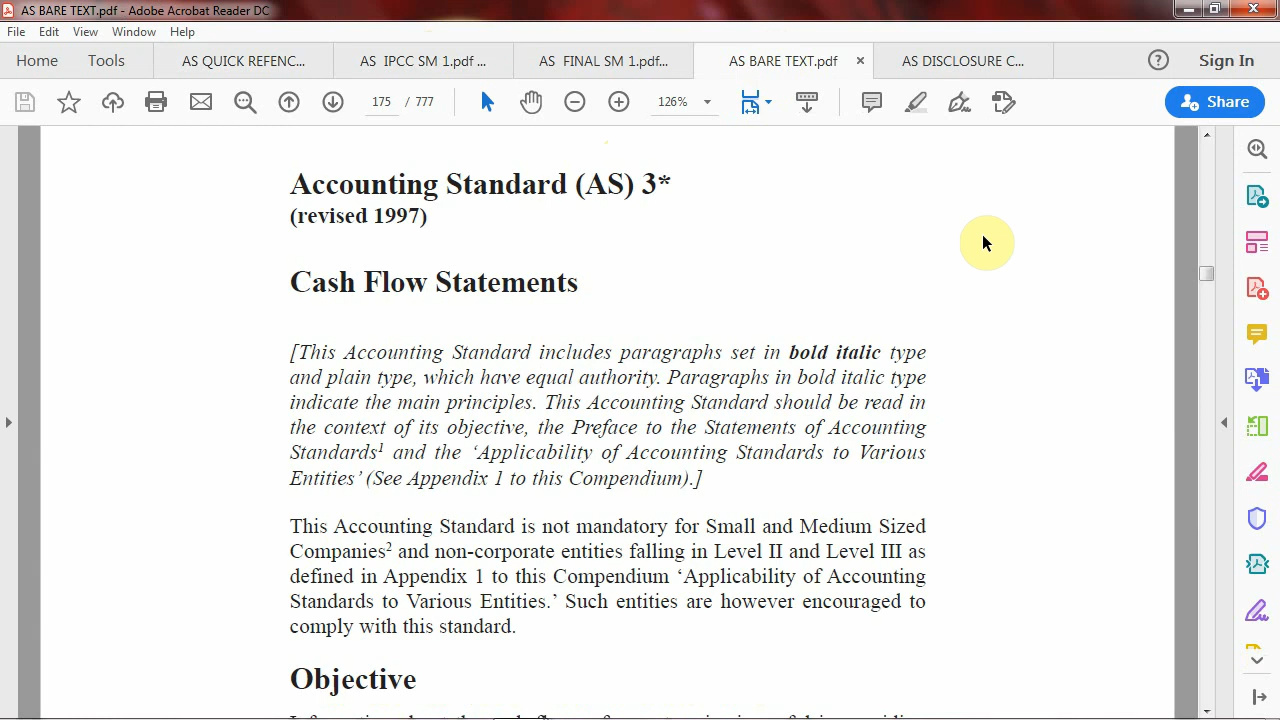 AS BARE TEXT.pdf - Adobe Acrobat Reader DC
File Edit View Window Help
Home Tools AS QUICK REFENC... AS IPCC SM 1.pdf ... AS FINAL SM 1.pdf... AS BARE TEXT.pdf × AS DISCLOSURE C... Sign In
175 / 777 126% Share
Accounting Standard (AS) 3*
(revised 1997)
Cash Flow Statements
[This Accounting Standard includes paragraphs set in bold italic type
and plain type, which have equal authority. Paragraphs in bold italic type
indicate the main principles. This Accounting Standard should be read in
the context of its objective, the Preface to the Statements of Accounting
Standards¹ and the ‘Applicability of Accounting Standards to Various
Entities’ (See Appendix 1 to this Compendium).]
This Accounting Standard is not mandatory for Small and Medium Sized
Companies² and non-corporate entities falling in Level II and Level III as
defined in Appendix 1 to this Compendium ‘Applicability of Accounting
Standards to Various Entities.’ Such entities are however encouraged to
comply with this standard.
Objective